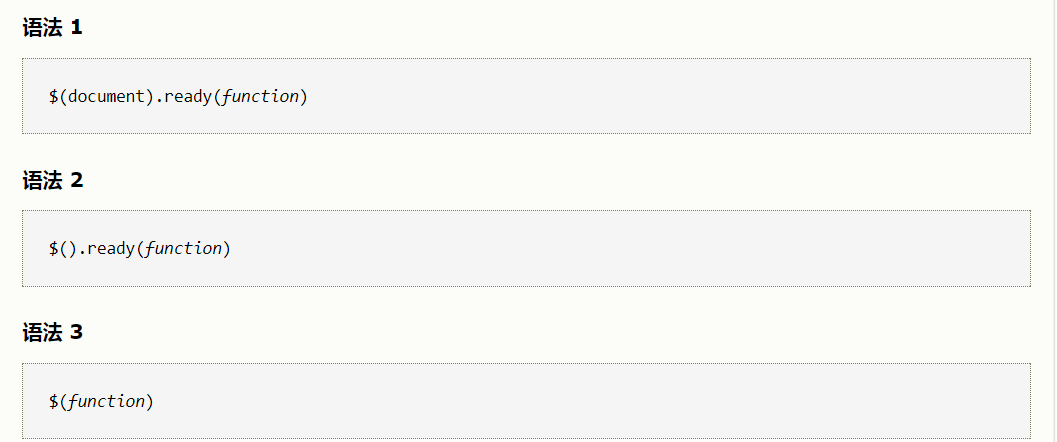 语法 1
$(document).ready(function)
语法 2
$().ready(function)
语法 3
$(function)